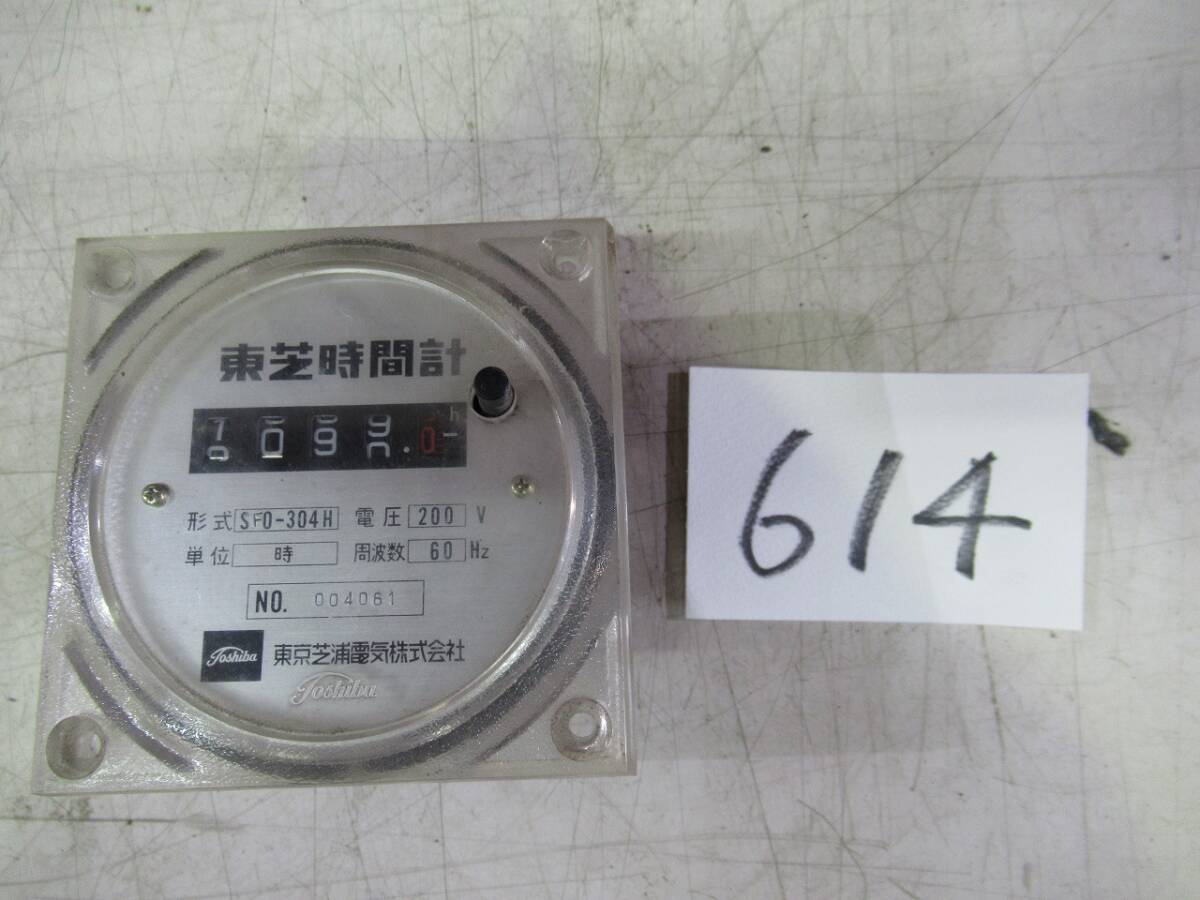 東芝時間計
h
形式 SFO-304H 電圧 200 V
単位 時 周波数 60 Hz
NO. 004061
Toshiba 東京芝浦電気株式会社
Toshiba
614